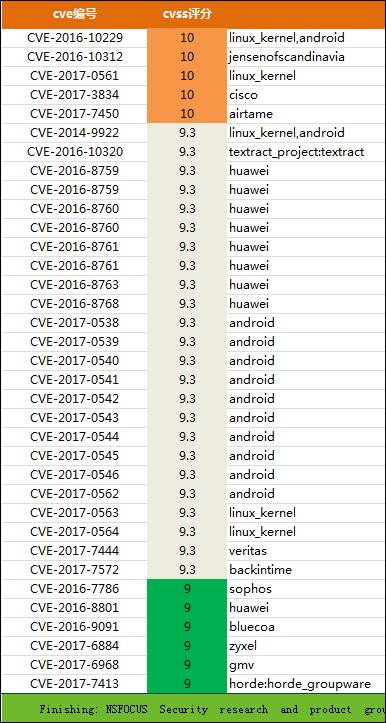 cve编号 cvss评分
CVE-2016-10229 10 linux_kernel,android
CVE-2016-10312 10 jensenofscandinavia
CVE-2017-0561 10 linux_kernel
CVE-2017-3834 10 cisco
CVE-2017-7450 10 airtame
CVE-2014-9922 9.3 linux_kernel,android
CVE-2016-10320 9.3 textract_project:textract
CVE-2016-8759 9.3 huawei
CVE-2016-8759 9.3 huawei
CVE-2016-8760 9.3 huawei
CVE-2016-8760 9.3 huawei
CVE-2016-8761 9.3 huawei
CVE-2016-8761 9.3 huawei
CVE-2016-8763 9.3 huawei
CVE-2016-8768 9.3 huawei
CVE-2017-0538 9.3 android
CVE-2017-0539 9.3 android
CVE-2017-0540 9.3 android
CVE-2017-0541 9.3 android
CVE-2017-0542 9.3 android
CVE-2017-0543 9.3 android
CVE-2017-0544 9.3 android
CVE-2017-0545 9.3 android
CVE-2017-0546 9.3 android
CVE-2017-0562 9.3 android
CVE-2017-0563 9.3 linux_kernel
CVE-2017-0564 9.3 linux_kernel
CVE-2017-7444 9.3 veritas
CVE-2017-7572 9.3 backintime
CVE-2016-7786 9 sophos
CVE-2016-8801 9 huawei
CVE-2016-9091 9 bluecoa
CVE-2017-6884 9 zyxel
CVE-2017-6968 9 gmv
CVE-2017-7413 9 horde:horde_groupware
Finishing: NSFOCUS Security research and product grou